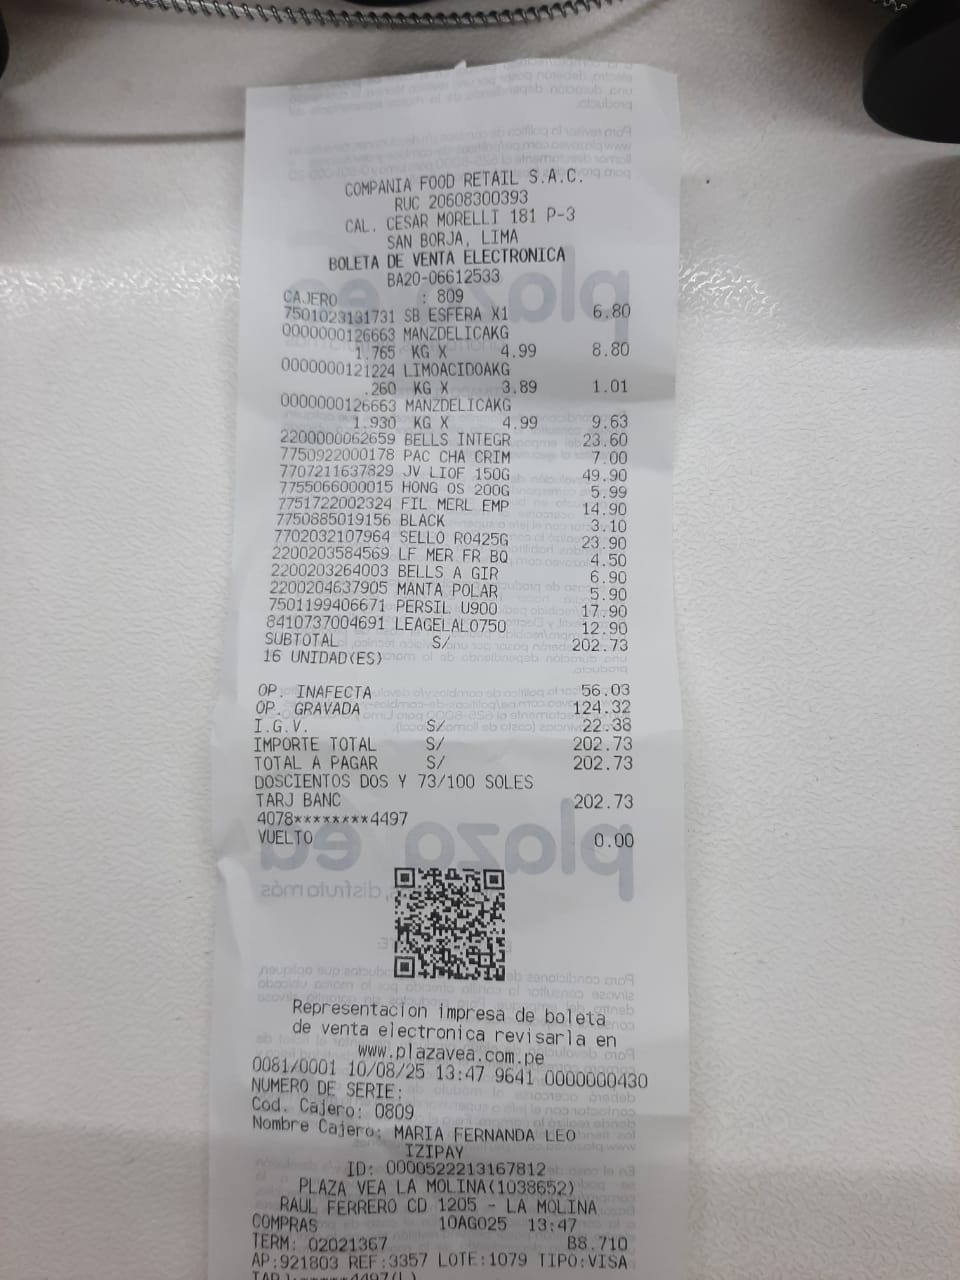 COMPANIA FOOD RETAIL S.A.C.
RUC 20608300393
CAL. CESAR MORELLI 181 P-3
SAN BORJA, LIMA
BOLETA DE VENTA ELECTRONICA
BA20-06612533
CAJERO : 809
7501023131731 SB ESFERA X1 6.80
0000000126663 MANZDELICAKG
1.765 KG X 4.99 8.80
0000000121224 LIMOACIDOAKG
.260 KG X 3.89 1.01
0000000126663 MANZDELICAKG
1.930 KG X 4.99 9.63
2200000062659 BELLS INTEGR 23.60
7750922000178 PAC CHA CRIM 7.00
7707211637829 JV LIOF 150G 49.90
7755066000015 HONG OS 200G 5.99
7751722002324 FIL MERL EMP 14.90
7750885019156 BLACK 3.10
7702032107964 SELLO RO425G 23.90
2200203584569 LF MER FR BQ 4.50
2200203264003 BELLS A GIR 6.90
2200204637905 MANTA POLAR 5.90
7501199406671 PERSIL U900 17.90
8410737004691 LEAGELALO750 12.90
SUBTOTAL S/ 202.73
16 UNIDAD(ES)
OP. INAFECTA 56.03
OP. GRAVADA 124.32
I.G.V. S/ 22.38
IMPORTE TOTAL S/ 202.73
TOTAL A PAGAR S/ 202.73
DOSCIENTOS DOS Y 73/100 SOLES
TARJ BANC 202.73
4078********4497
VUELTO 0.00
Representacion impresa de boleta
de venta electronica revisarla en
www.plazavea.com.pe
0081/0001 10/08/25 13:47 9641 0000000430
NUMERO DE SERIE:
Cod. Cajero: 0809
Nombre Cajero: MARIA FERNANDA LEO
IZIPAY
ID: 0000522213167812
PLAZA VEA LA MOLINA(1038652)
RAUL FERRERO CD 1205 - LA MOLINA
COMPRAS 10AGO25 13:47
TERM: 02021367 B8.710
AP:921803 REF:3357 LOTE:1079 TIPO:VISA